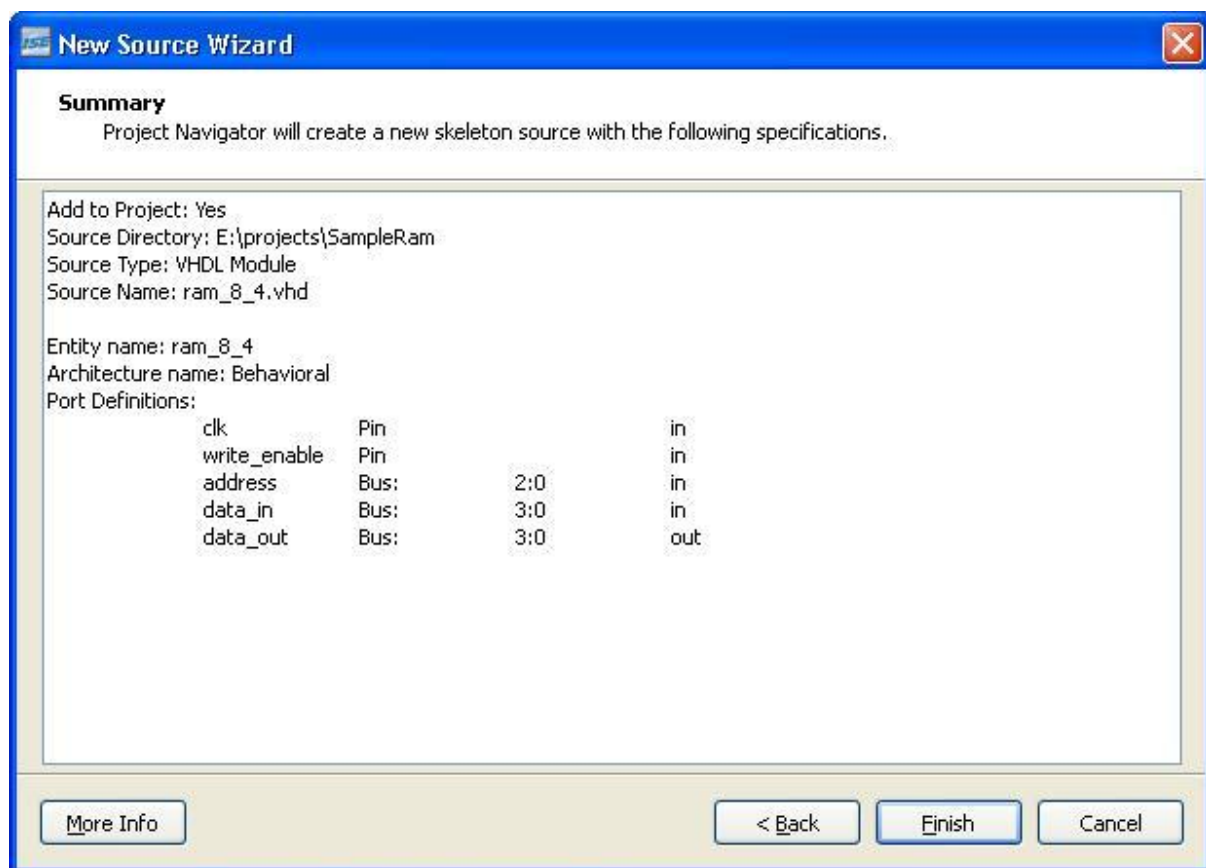 ISE New Source Wizard
Summary
Project Navigator will create a new skeleton source with the following specifications.
Add to Project: Yes
Source Directory: E:\projects\SampleRam
Source Type: VHDL Module
Source Name: ram_8_4.vhd
Entity name: ram_8_4
Architecture name: Behavioral
Port Definitions:
clk Pin in
write_enable Pin in
address Bus: 2:0 in
data_in Bus: 3:0 in
data_out Bus: 3:0 out
More Info < Back Finish Cancel